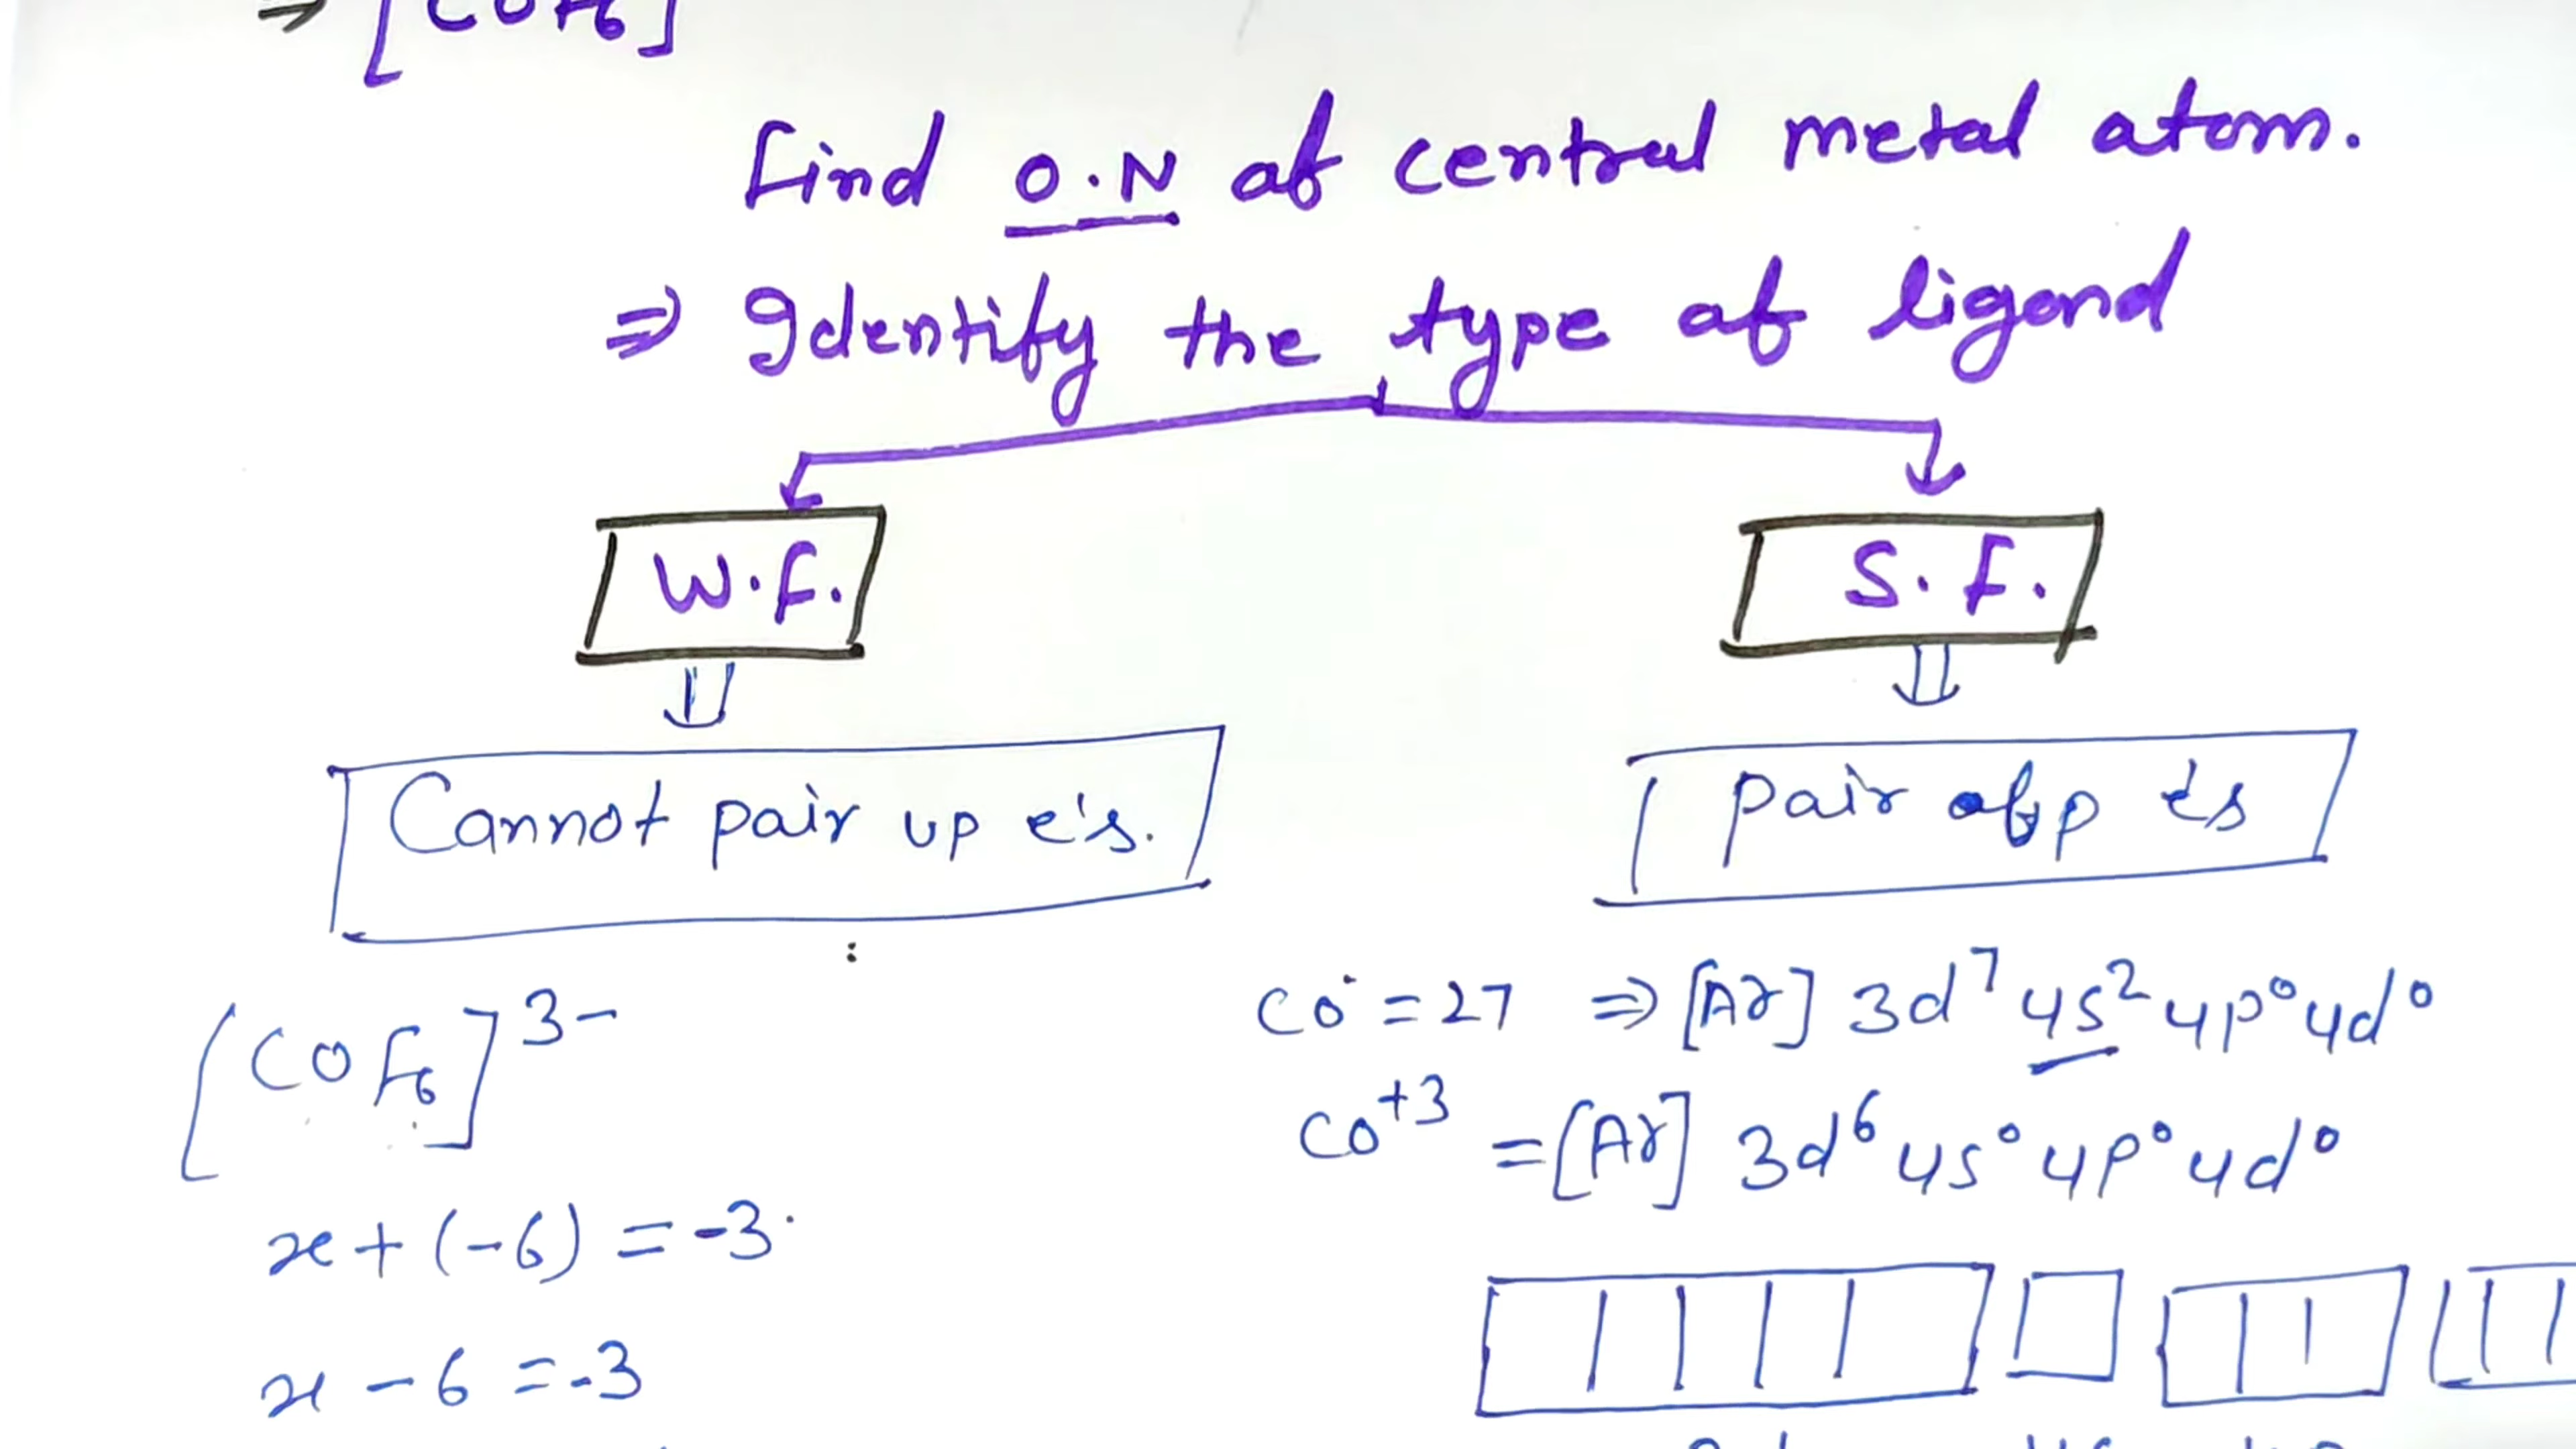 ⇒ [CoF6]
Find O.N of central metal atom.
⇒ Identify the type of ligand
W.F. S.F.
Cannot pair up e's. pair up e's
[CoF6]3- Co = 27 ⇒ [Ar] 3d7 4s2 4p0 4d0
Co+3 = [Ar] 3d6 4s0 4p0 4d0
x + (-6) = -3
x - 6 = -3